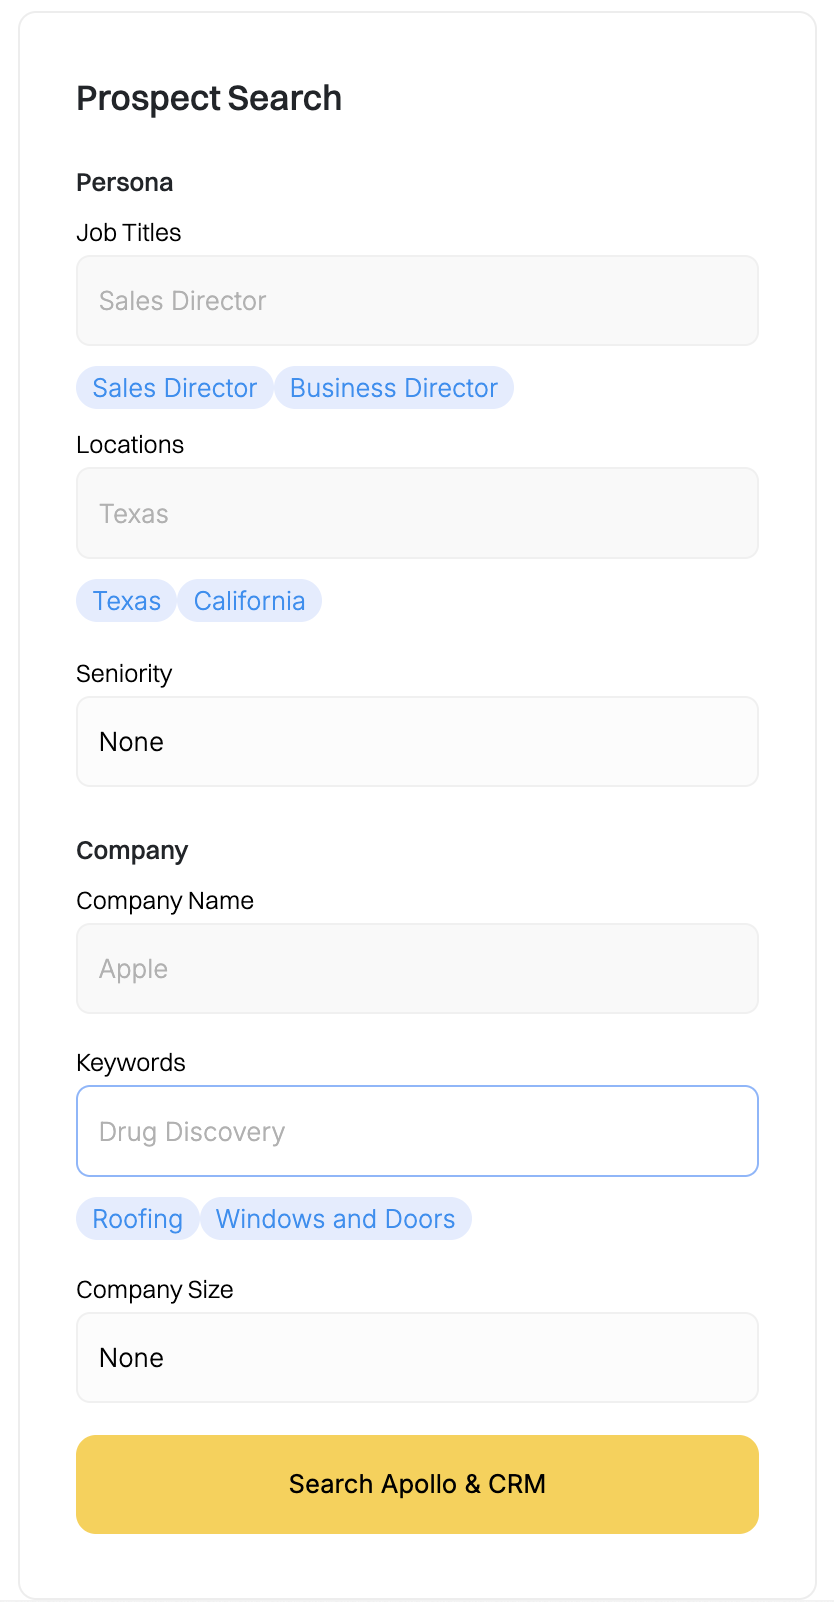 Prospect Search
Persona
Job Titles
Sales Director
Sales Director Business Director
Locations
Texas
Texas California
Seniority
None
Company
Company Name
Apple
Keywords
Drug Discovery
Roofing Windows and Doors
Company Size
None
Search Apollo & CRM